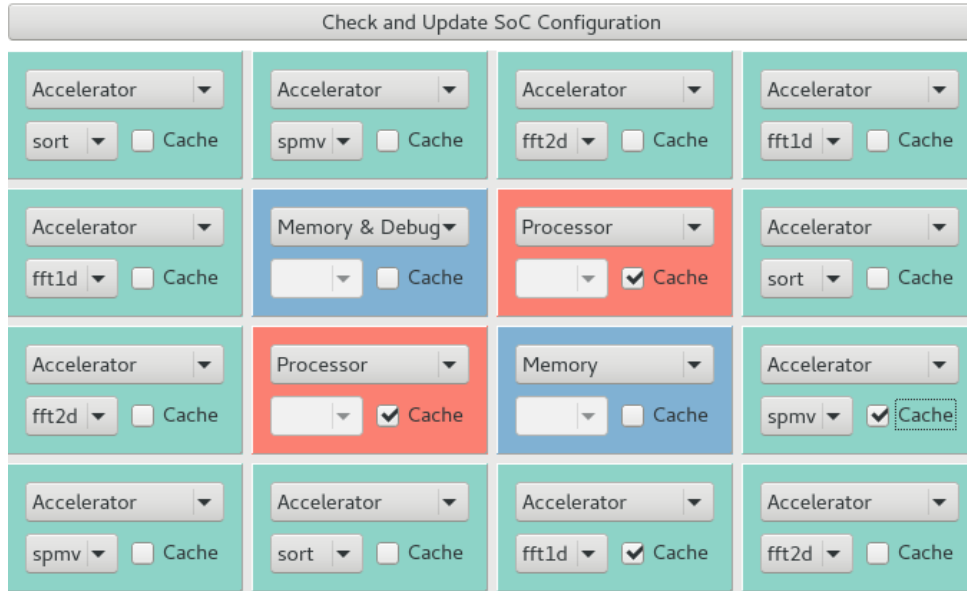 Check and Update SoC Configuration
Accelerator Accelerator Accelerator Accelerator
sort Cache spmv Cache fft2d Cache fft1d Cache
Accelerator Memory & Debug Processor Accelerator
fft1d Cache Cache Cache sort Cache
Accelerator Processor Memory Accelerator
fft2d Cache Cache Cache spmv Cache
Accelerator Accelerator Accelerator Accelerator
spmv Cache sort Cache fft1d Cache fft2d Cache